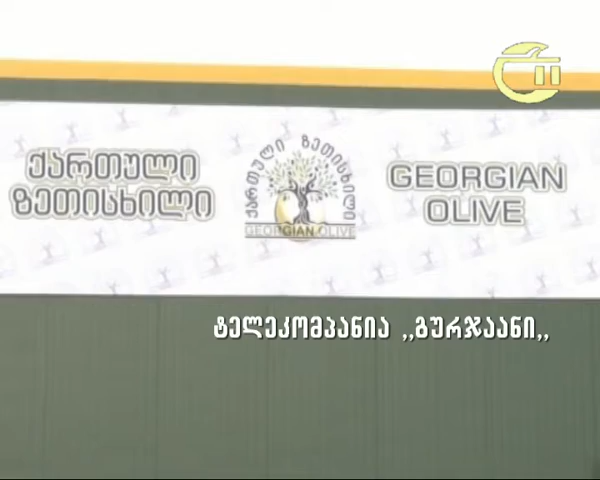 ქართული
ზეთისხილი
ქართული ზეთისხილი
GEORGIAN OLIVE
GEORGIAN
OLIVE
ტელეკომპანია ,,გურჯაანი,,